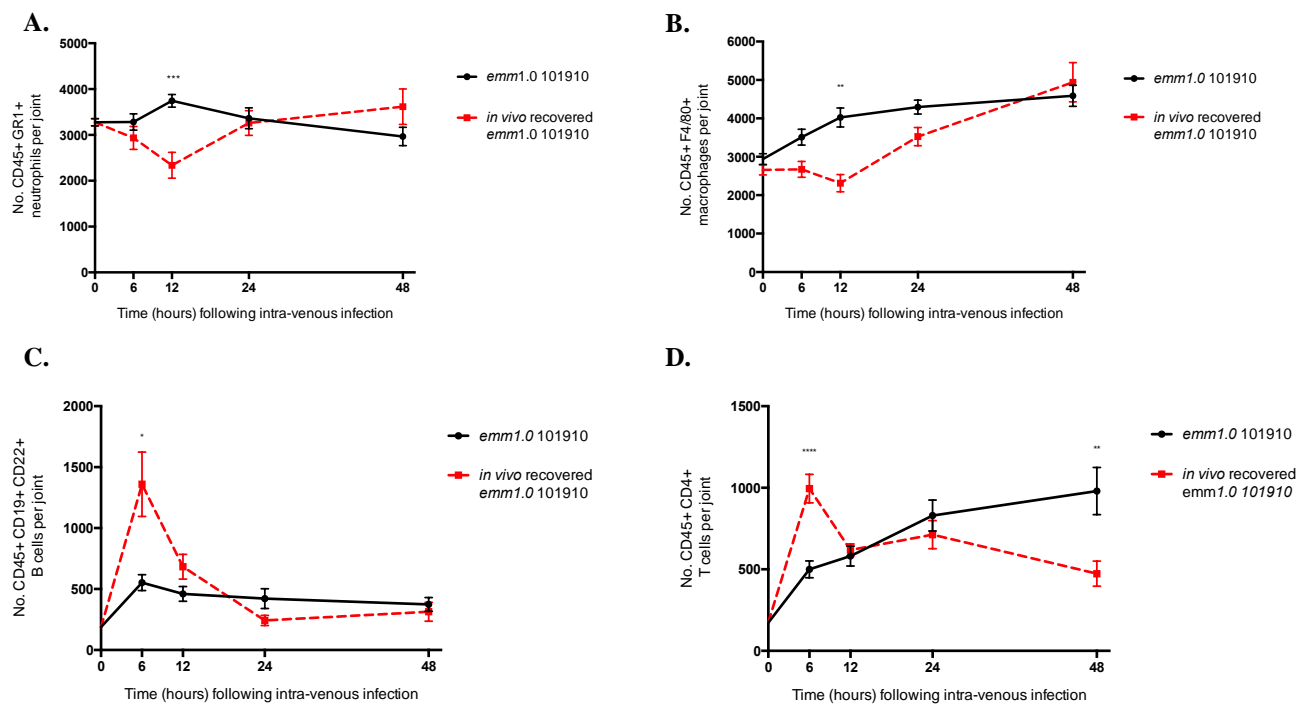 A.
No. CD45+ GR1+
neutrophils per joint
5000
4000
3000
2000
1000
0
***
0 6 12 24 48
Time (hours) following intra-venous infection
emm1.0 101910
in vivo recovered
emm1.0 101910
B.
No. CD45+ F4/80+
macrophages per joint
6000
5000
4000
3000
2000
1000
0
**
0 6 12 24 48
Time (hours) following intra-venous infection
emm1.0 101910
in vivo recovered
emm1.0 101910
C.
No. CD45+ CD19+ CD22+
B cells per joint
2000
1500
1000
500
0
*
0 6 12 24 48
Time (hours) following intra-venous infection
emm1.0 101910
in vivo recovered
emm1.0 101910
D.
No. CD45+ CD4+
T cells per joint
1500
1000
500
0
**** **
0 6 12 24 48
Time (hours) following intra-venous infection
emm1.0 101910
in vivo recovered
emm1.0 101910